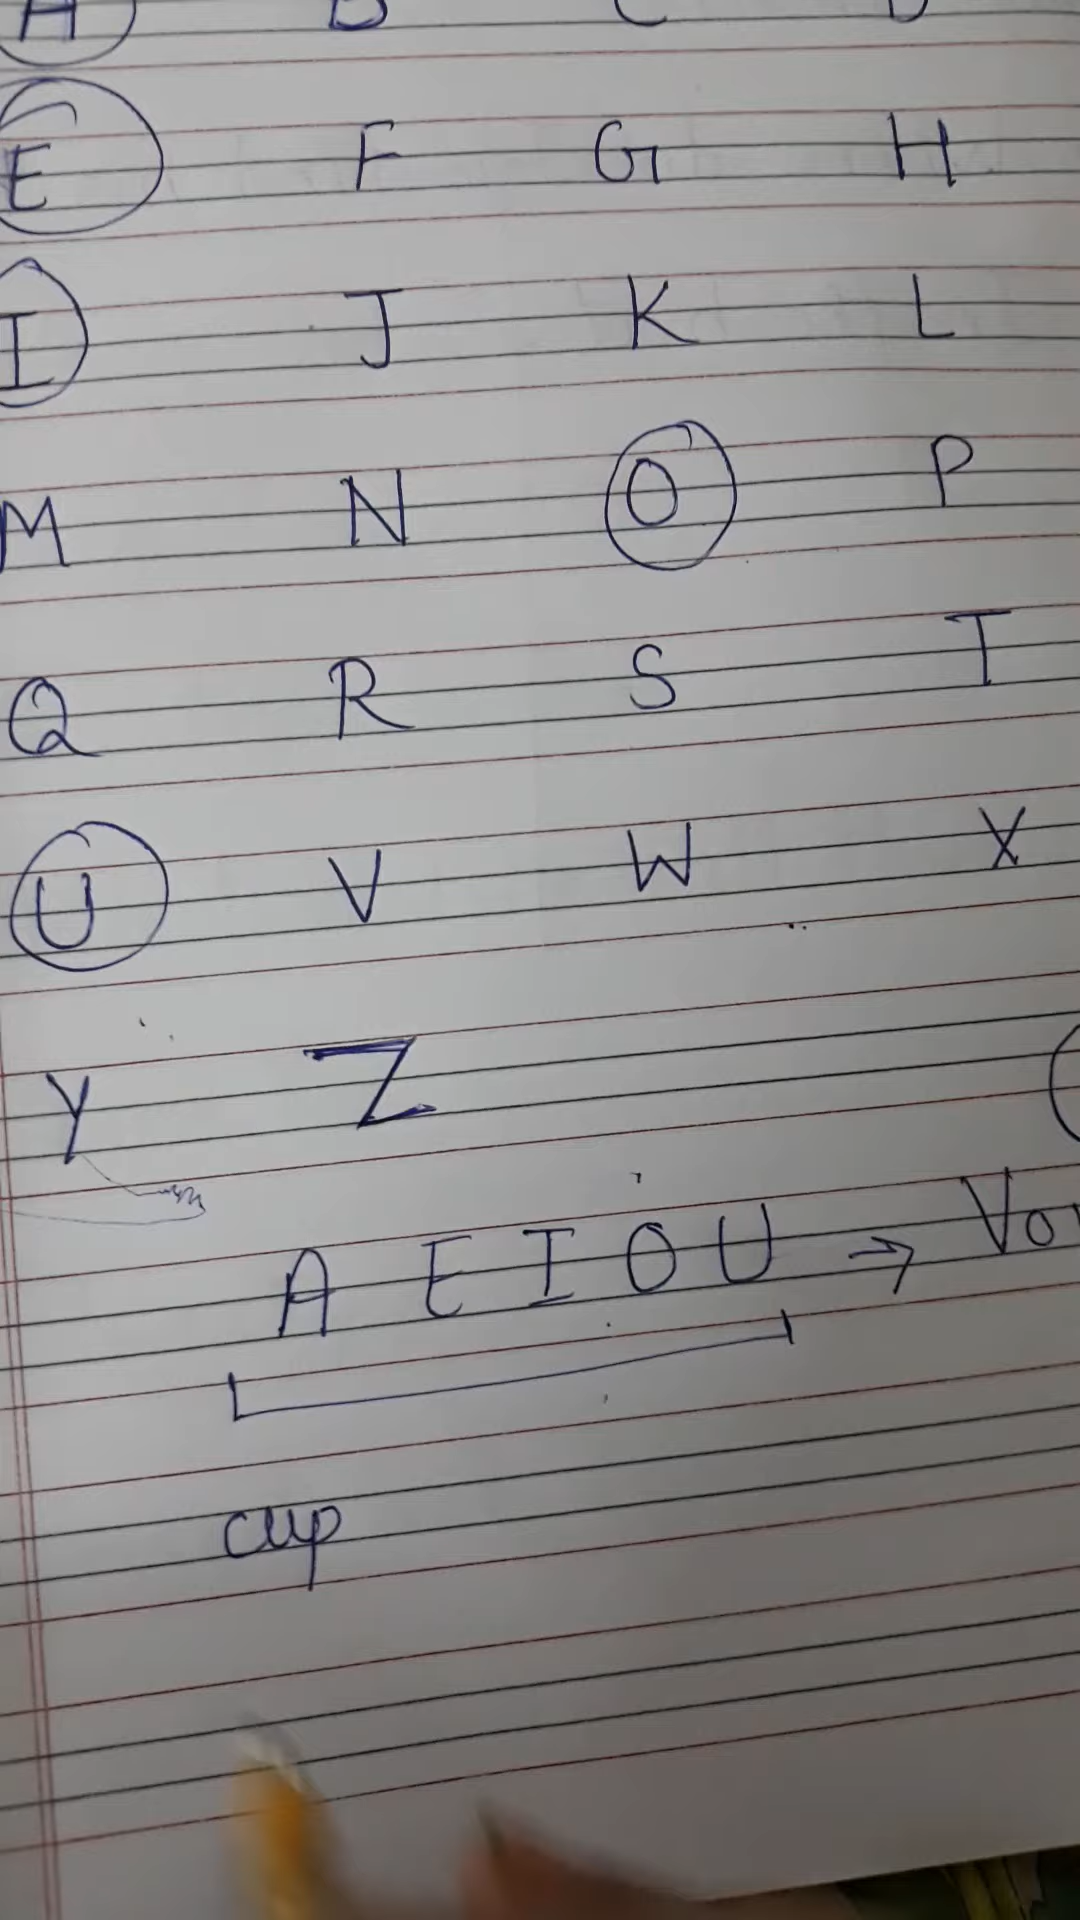 A B C D
E F G H
I J K L
M N O P
Q R S T
U V W X
Y Z
A E I O U → Vo
cup